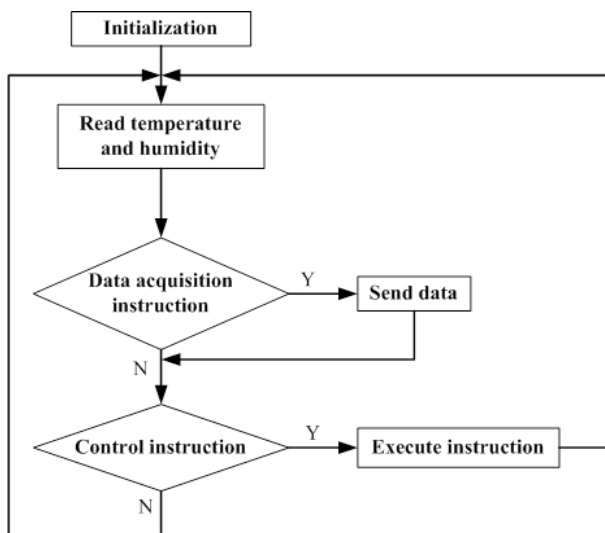 Initialization
Read temperature
and humidity
Data acquisition
instruction
Y
Send data
N
Control instruction
Y
Execute instruction
N